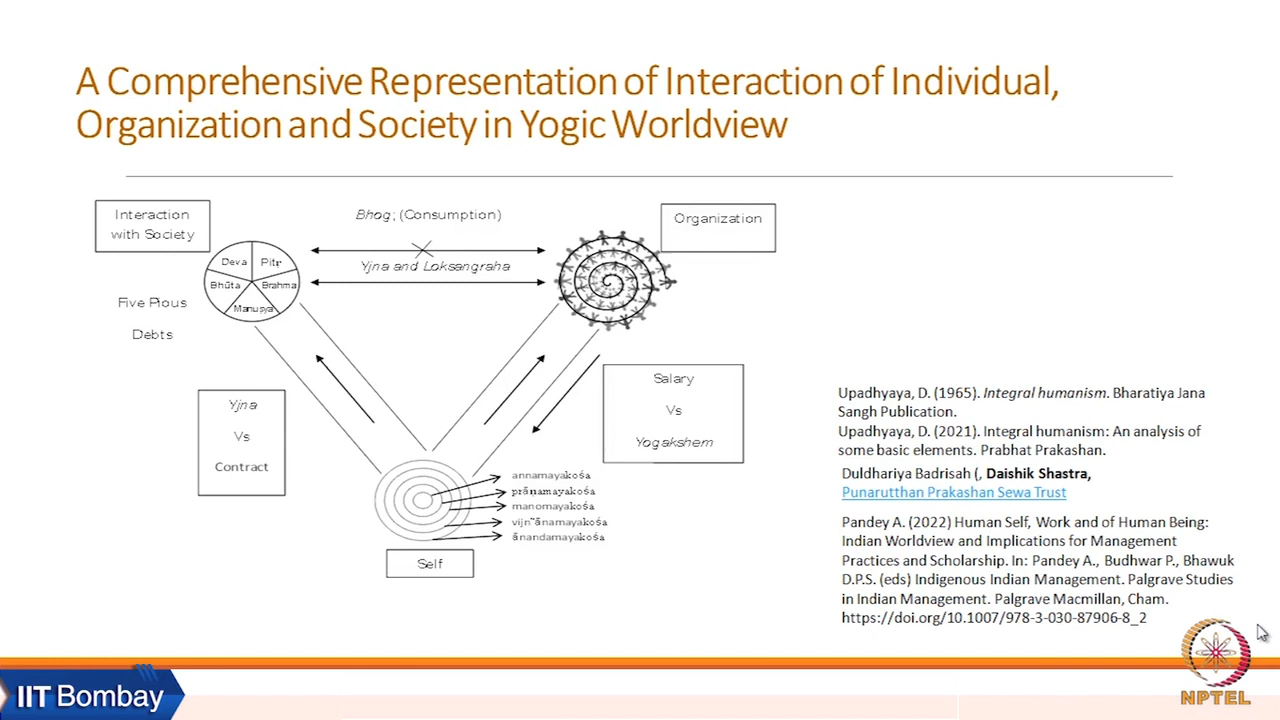 A Comprehensive Representation of Interaction of Individual,
Organization and Society in Yogic Worldview
Interaction
with Society
Bhog; (Consumption)
Organization
Yjna and Loksangraha
Deva
Pitṛ
Bhūta
Brahma
Manuṣya
Five Pious
Debts
Yjna
Vs
Contract
Salary
Vs
Yogakshem
annamayakośa
prāṇamayakośa
manomayakośa
vijn˜ānamayakośa
ānandamayakośa
Self
Upadhyaya, D. (1965). Integral humanism. Bharatiya Jana
Sangh Publication.
Upadhyaya, D. (2021). Integral humanism: An analysis of
some basic elements. Prabhat Prakashan.
Duldhariya Badrisah (, Daishik Shastra,
Punarutthan Prakashan Sewa Trust
Pandey A. (2022) Human Self, Work and of Human Being:
Indian Worldview and Implications for Management
Practices and Scholarship. In: Pandey A., Budhwar P., Bhawuk
D.P.S. (eds) Indigenous Indian Management. Palgrave Studies
in Indian Management. Palgrave Macmillan, Cham.
https://doi.org/10.1007/978-3-030-87906-8_2
IIT Bombay
NPTEL